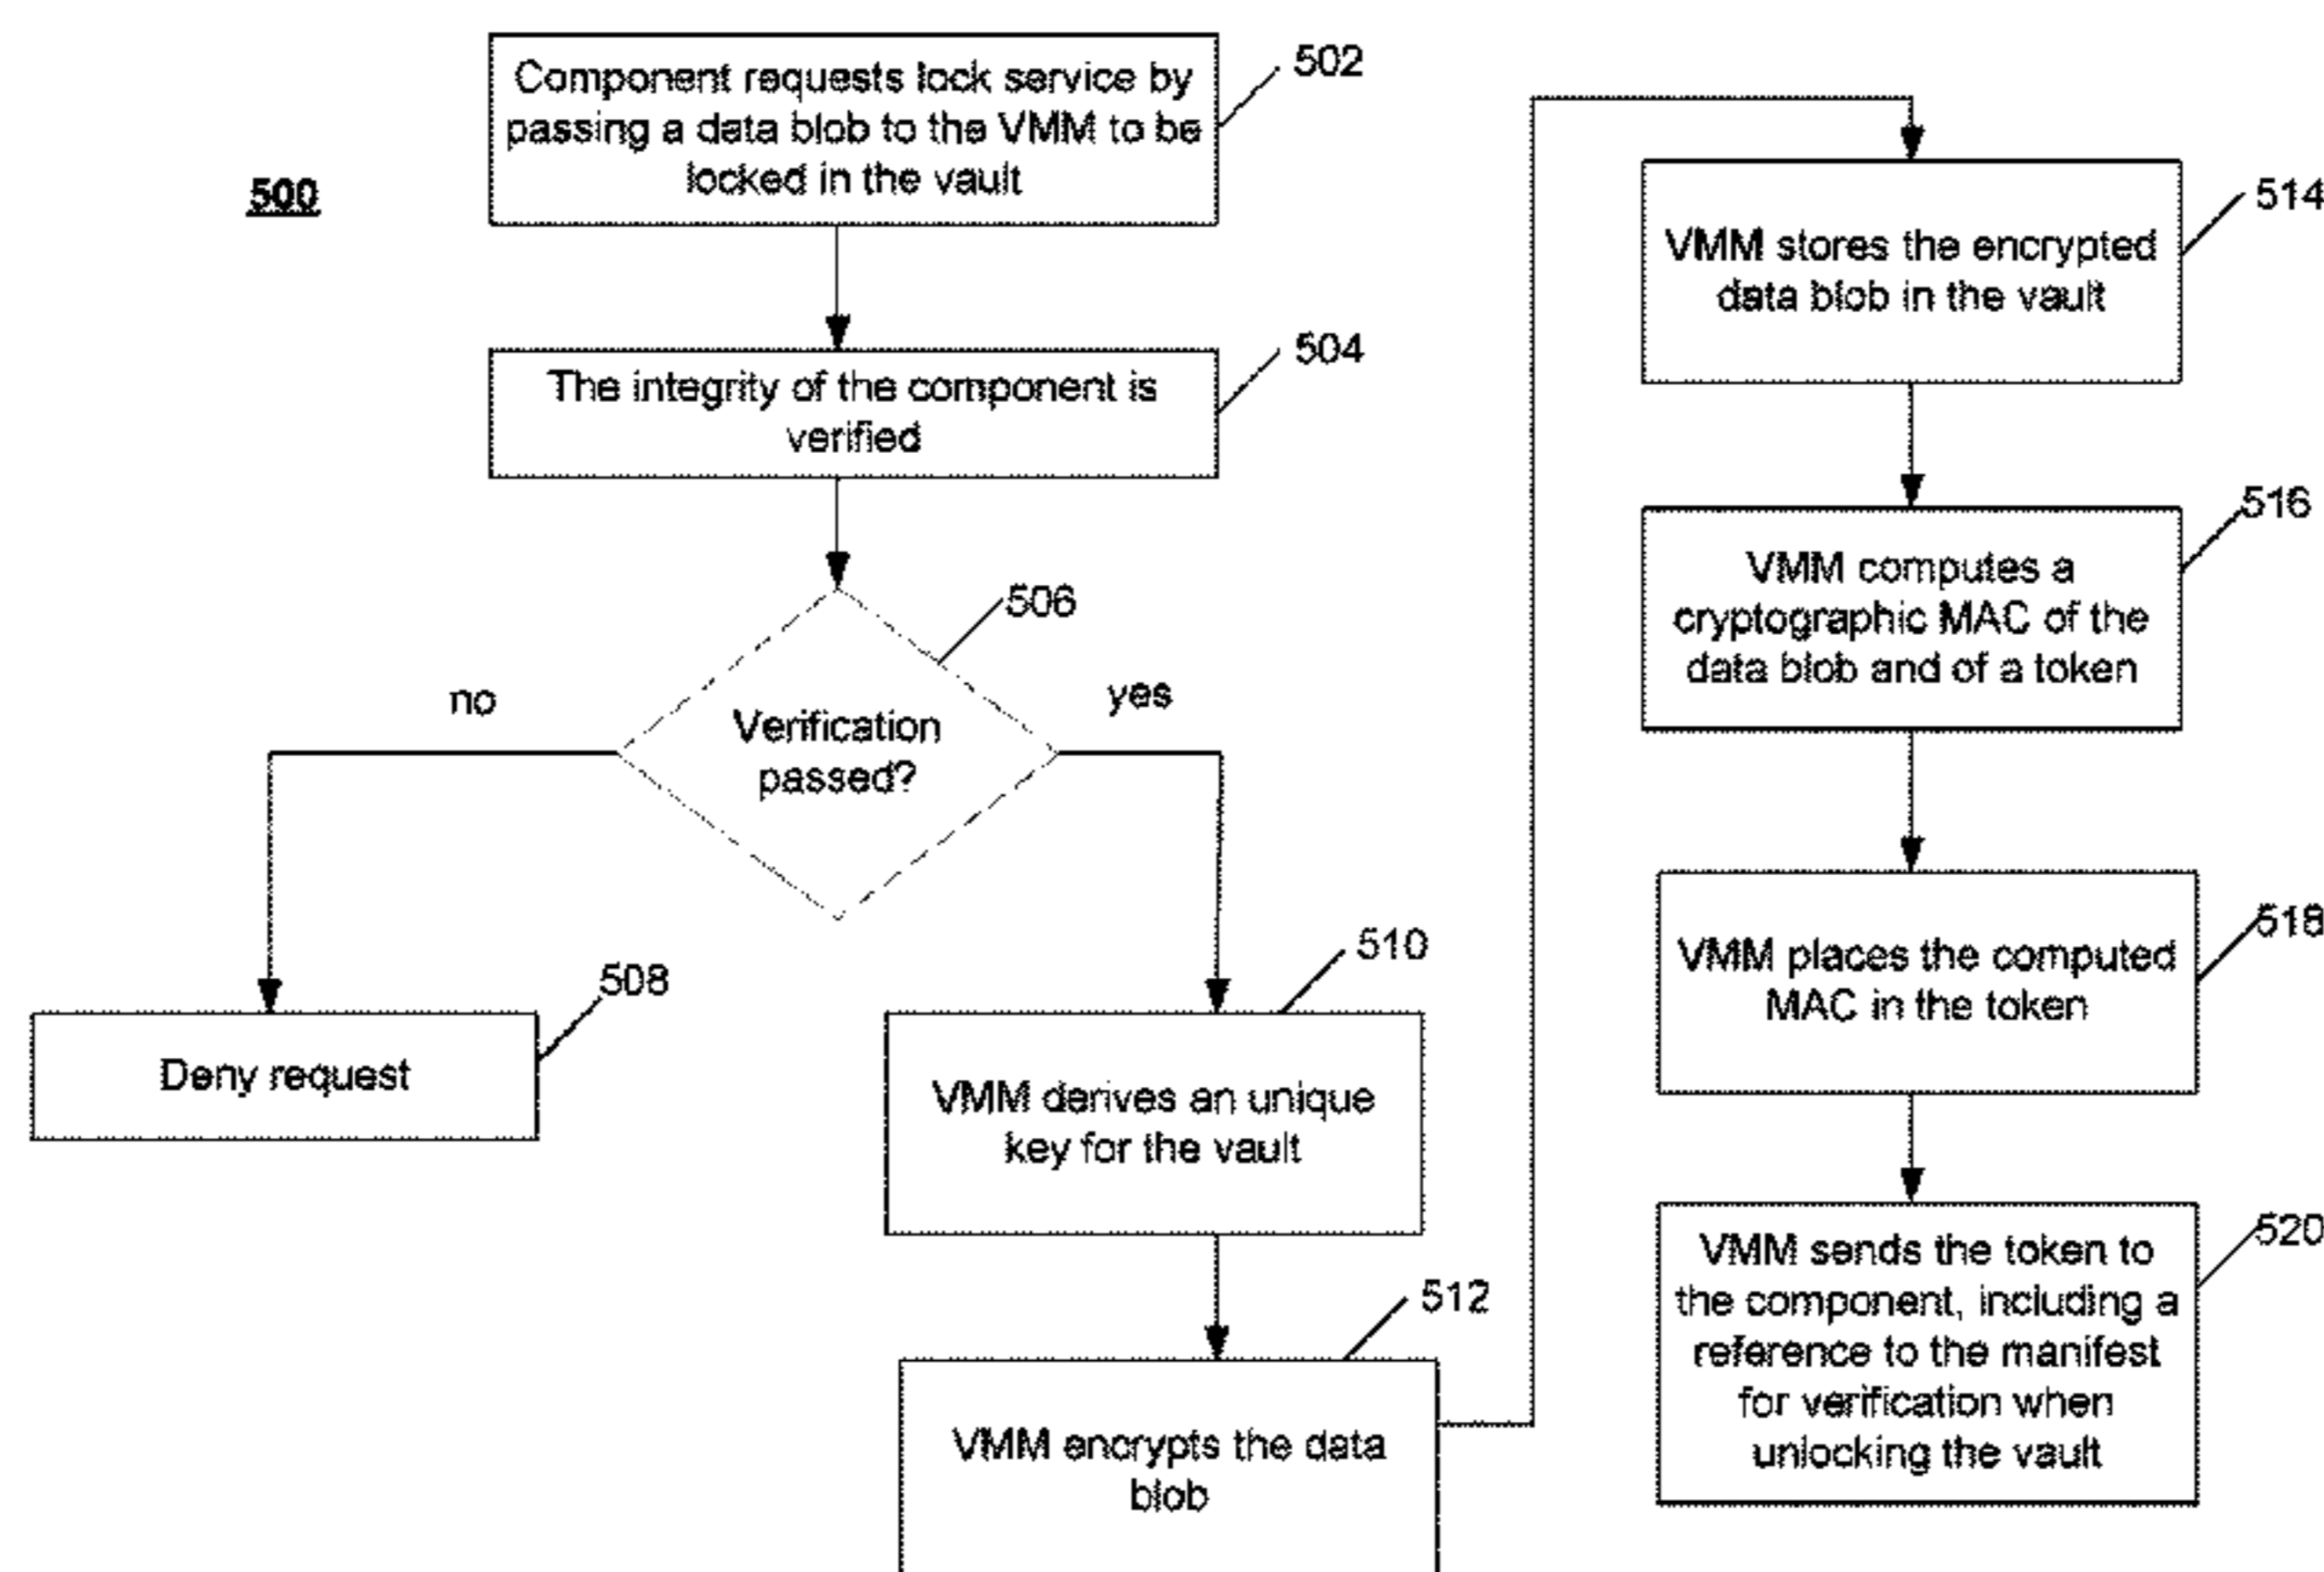 500
Component requests lock service by
passing a data blob to the VMM to be
locked in the vault
502
The integrity of the component is
verified
504
Verification
passed?
506
no
yes
Deny request
508
VMM derives an unique
key for the vault
510
VMM encrypts the data
blob
512
VMM stores the encrypted
data blob in the vault
514
VMM computes a
cryptographic MAC of the
data blob and of a token
516
VMM places the computed
MAC in the token
518
VMM sends the token to
the component, including a
reference to the manifest
for verification when
unlocking the vault
520